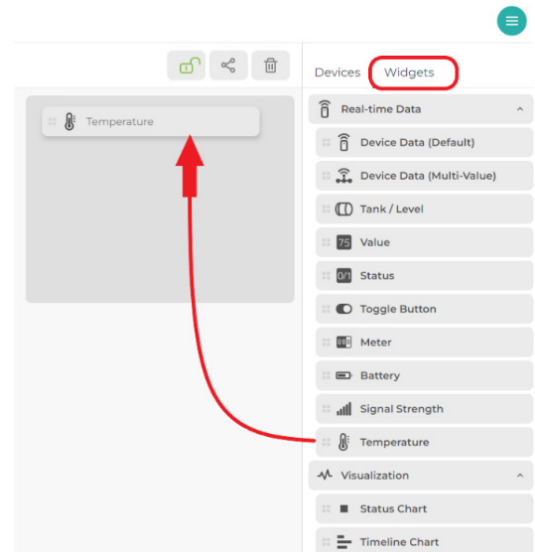 Devices
Widgets
Temperature
Real-time Data
Device Data (Default)
Device Data (Multi-Value)
Tank / Level
75
Value
0/1
Status
Toggle Button
Meter
Battery
Signal Strength
Temperature
Visualization
Status Chart
Timeline Chart